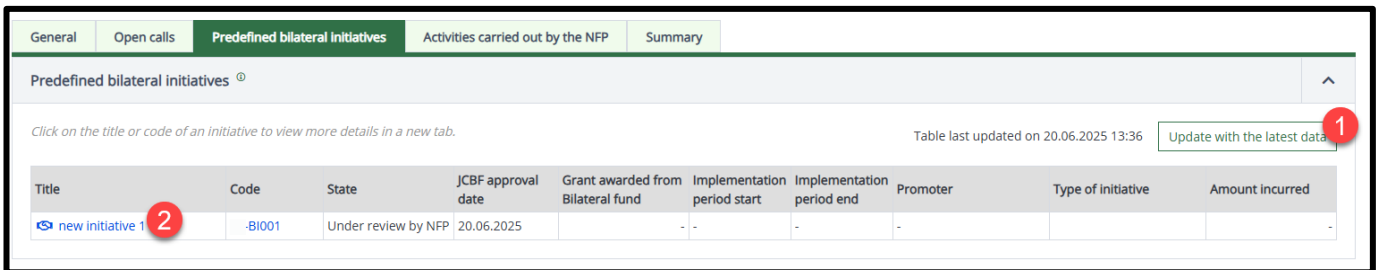 General Open calls Predefined bilateral initiatives Activities carried out by the NFP Summary
Predefined bilateral initiatives
Click on the title or code of an initiative to view more details in a new tab.
Table last updated on 20.06.2025 13:36 Update with the latest data 1
Title Code State JCBF approval date Grant awarded from Bilateral fund Implementation period start Implementation period end Promoter Type of initiative Amount incurred
new initiative 1 2 -BI001 Under review by NFP 20.06.2025 - - - - -